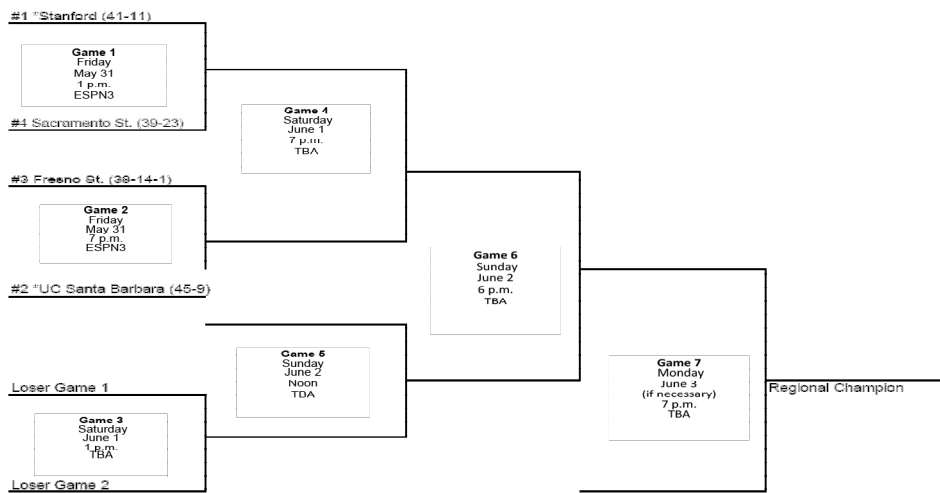 #1 *Stanford (41-11)
Game 1
Friday
May 31
1 p.m.
ESPN3
#4 Sacramento St. (39-23)
#3 Fresno St. (38-14-1)
Game 2
Friday
May 31
7 p.m.
ESPN3
#2 *UC Santa Barbara (45-9)
Game 4
Saturday
June 1
7 p.m.
TBA
Game 5
Sunday
June 2
Noon
TBA
Loser Game 1
Game 3
Saturday
June 1
1 p.m.
TBA
Loser Game 2
Game 6
Sunday
June 2
6 p.m.
TBA
Game 7
Monday
June 3
(if necessary)
7 p.m.
TBA
Regional Champion